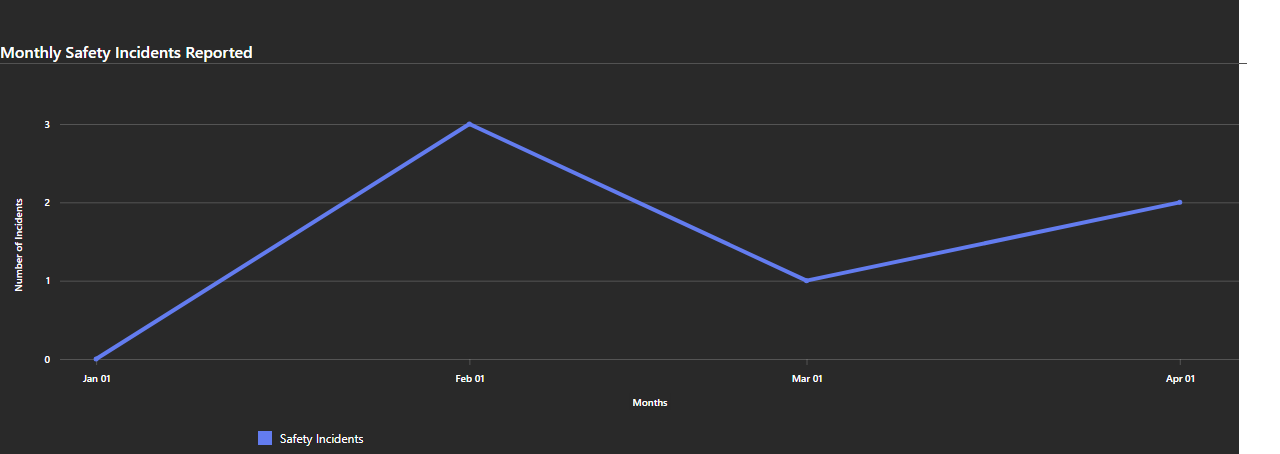 Monthly Safety Incidents Reported
3
2
1
0
Number of Incidents
Jan 01
Feb 01
Mar 01
Apr 01
Months
Safety Incidents